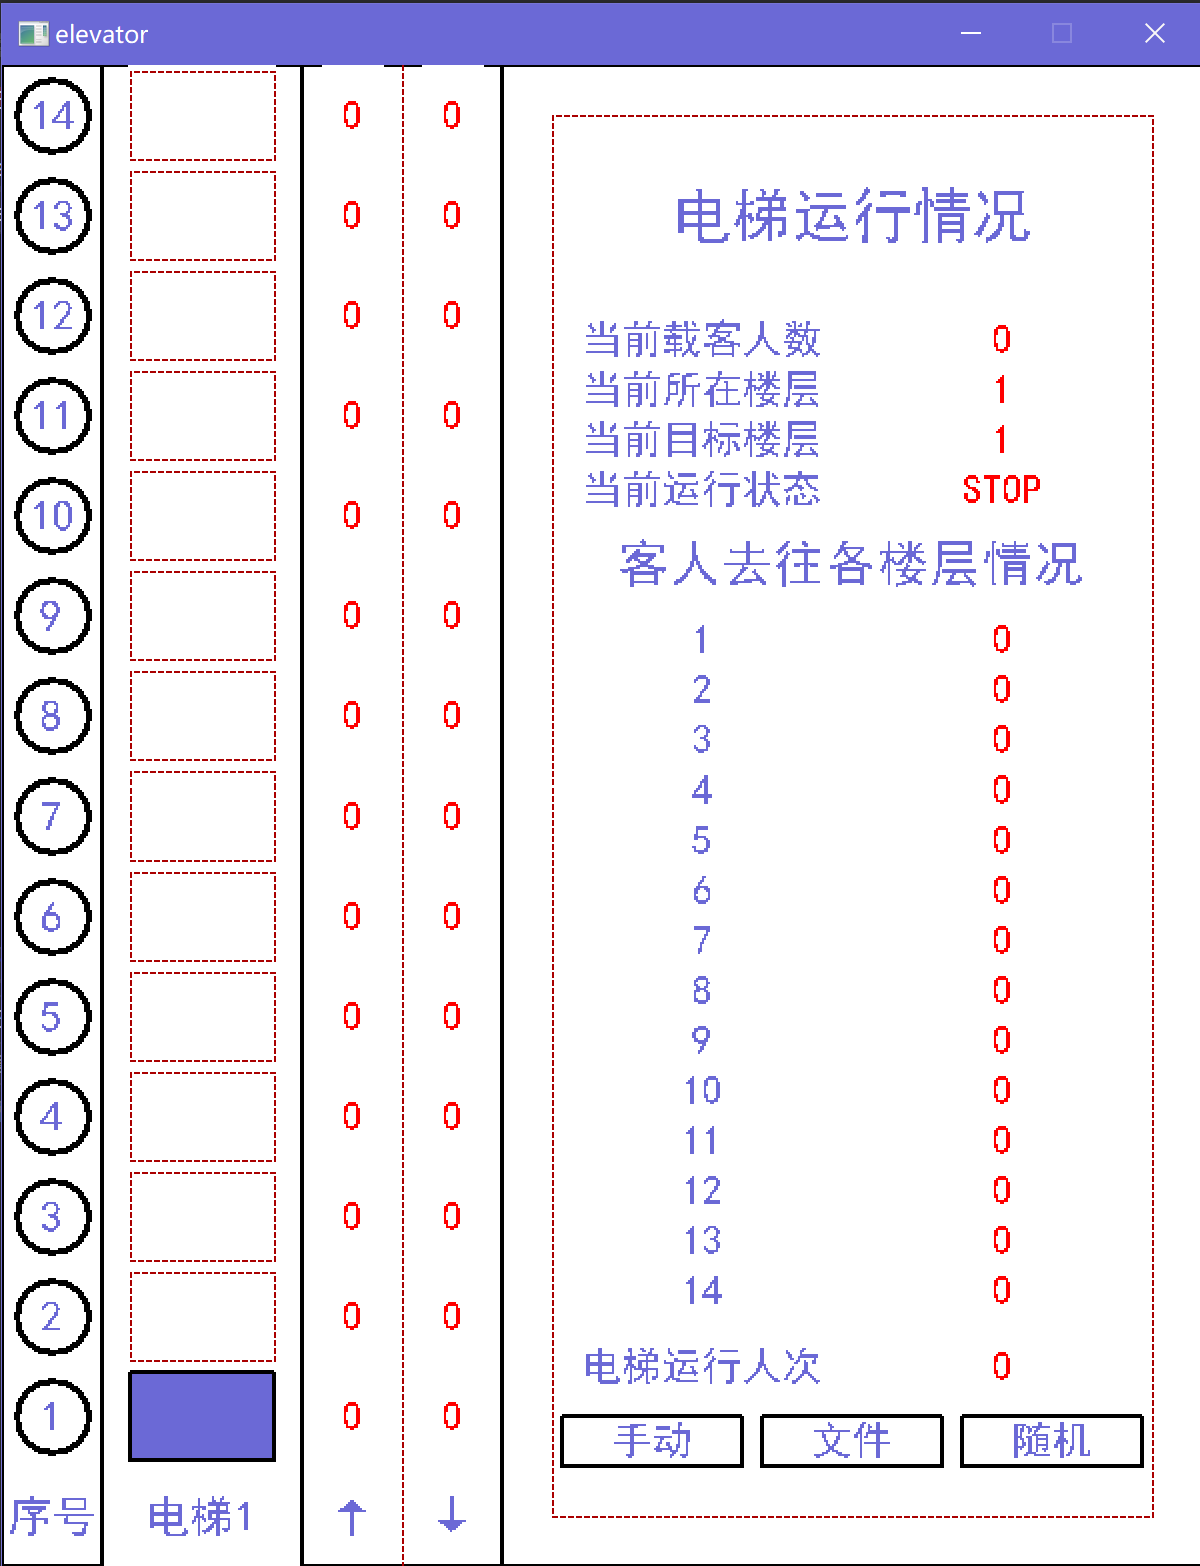 elevator
14 0 0
13 0 0
12 0 0
11 0 0
10 0 0
9 0 0
8 0 0
7 0 0
6 0 0
5 0 0
4 0 0
3 0 0
2 0 0
1 0 0
序号 电梯1 ↑ ↓
电梯运行情况
当前载客人数 0
当前所在楼层 1
当前目标楼层 1
当前运行状态 STOP
客人去往各楼层情况
1 0
2 0
3 0
4 0
5 0
6 0
7 0
8 0
9 0
10 0
11 0
12 0
13 0
14 0
电梯运行人次 0
手动 文件 随机